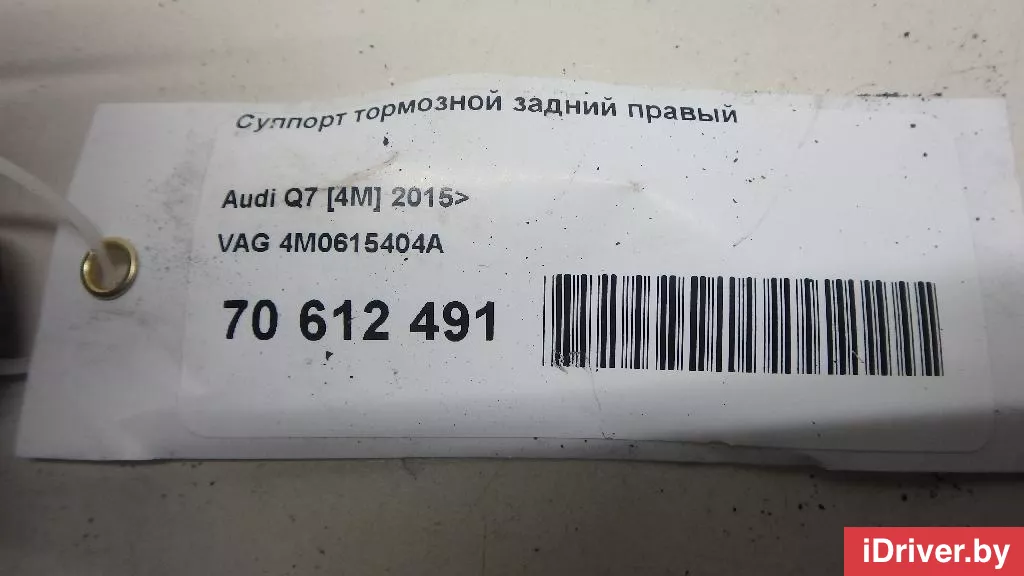 Суппорт тормозной задний правый
Audi Q7 [4M] 2015>
VAG 4M0615404A
70 612 491
iDriver.by